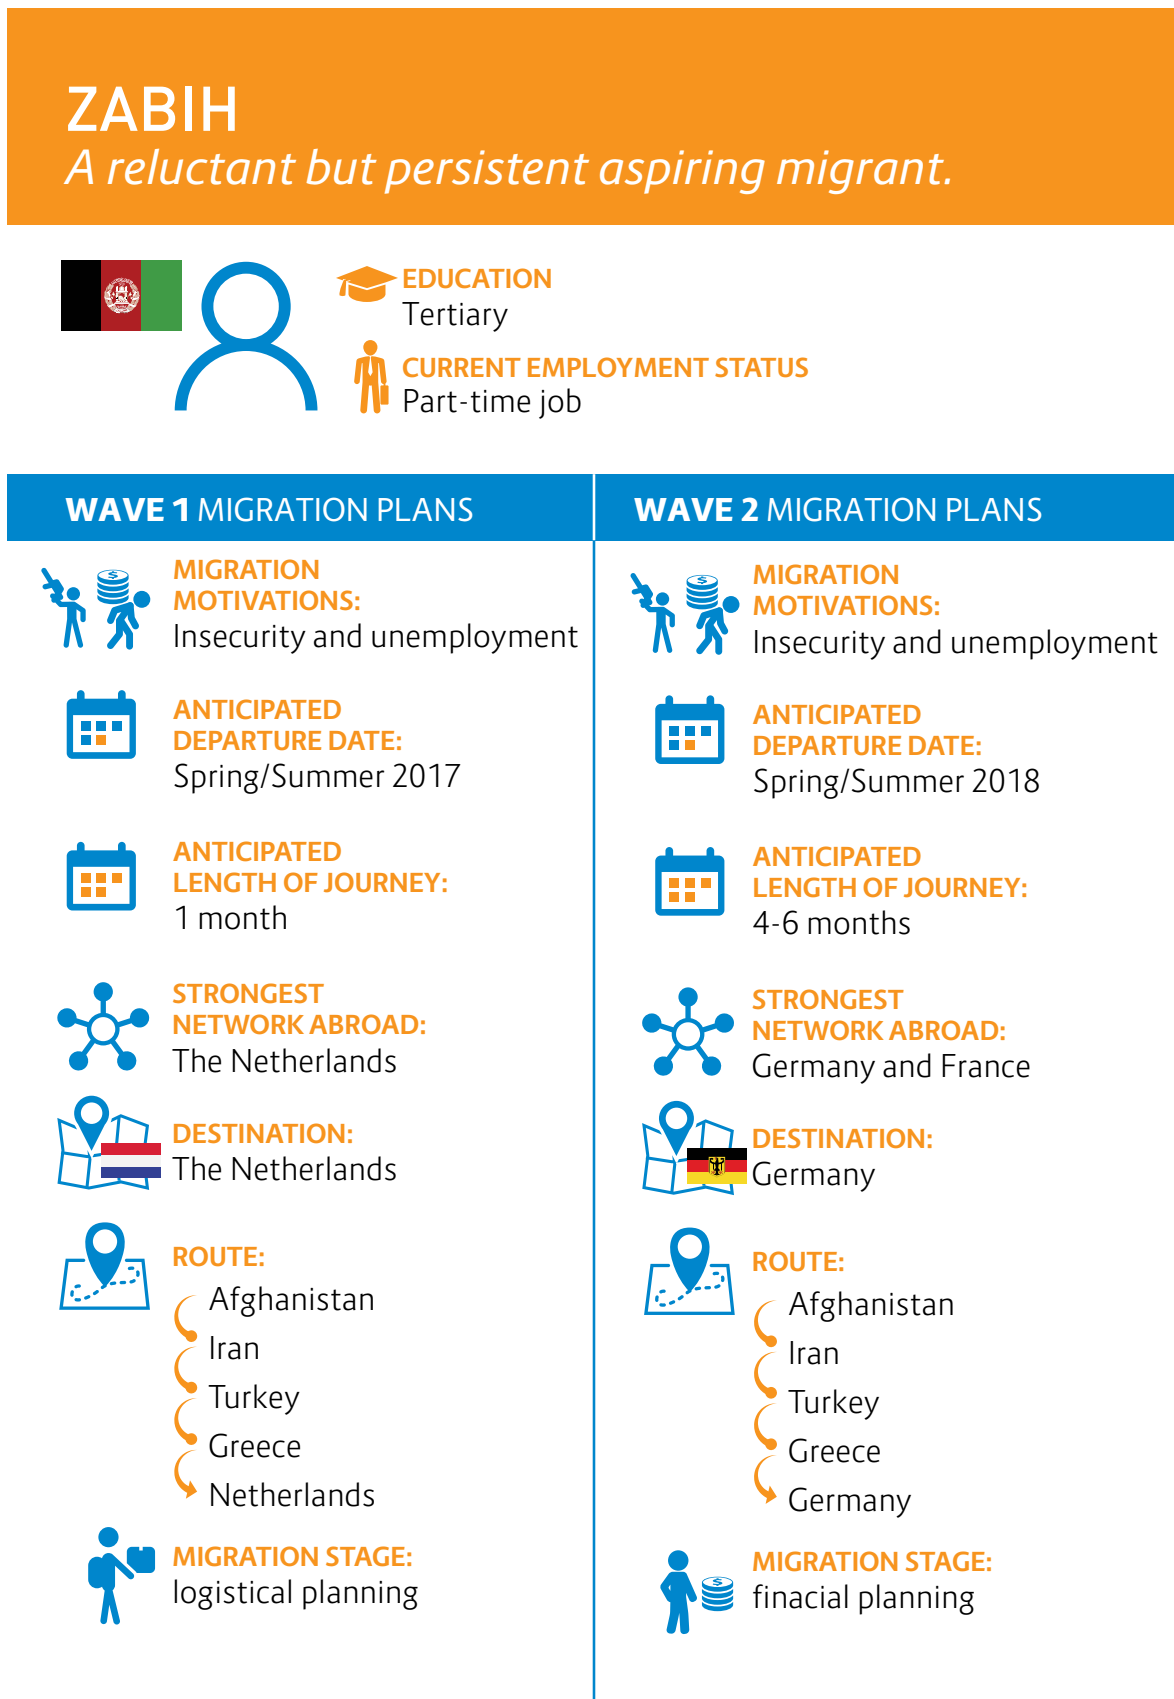 ZABIH
A reluctant but persistent aspiring migrant.
EDUCATION
Tertiary
CURRENT EMPLOYMENT STATUS
Part-time job
WAVE 1 MIGRATION PLANS
MIGRATION
MOTIVATIONS:
Insecurity and unemployment
ANTICIPATED
DEPARTURE DATE:
Spring/Summer 2017
ANTICIPATED
LENGTH OF JOURNEY:
1 month
STRONGEST
NETWORK ABROAD:
The Netherlands
DESTINATION:
The Netherlands
ROUTE:
Afghanistan
Iran
Turkey
Greece
Netherlands
MIGRATION STAGE:
logistical planning
WAVE 2 MIGRATION PLANS
MIGRATION
MOTIVATIONS:
Insecurity and unemployment
ANTICIPATED
DEPARTURE DATE:
Spring/Summer 2018
ANTICIPATED
LENGTH OF JOURNEY:
4-6 months
STRONGEST
NETWORK ABROAD:
Germany and France
DESTINATION:
Germany
ROUTE:
Afghanistan
Iran
Turkey
Greece
Germany
MIGRATION STAGE:
finacial planning